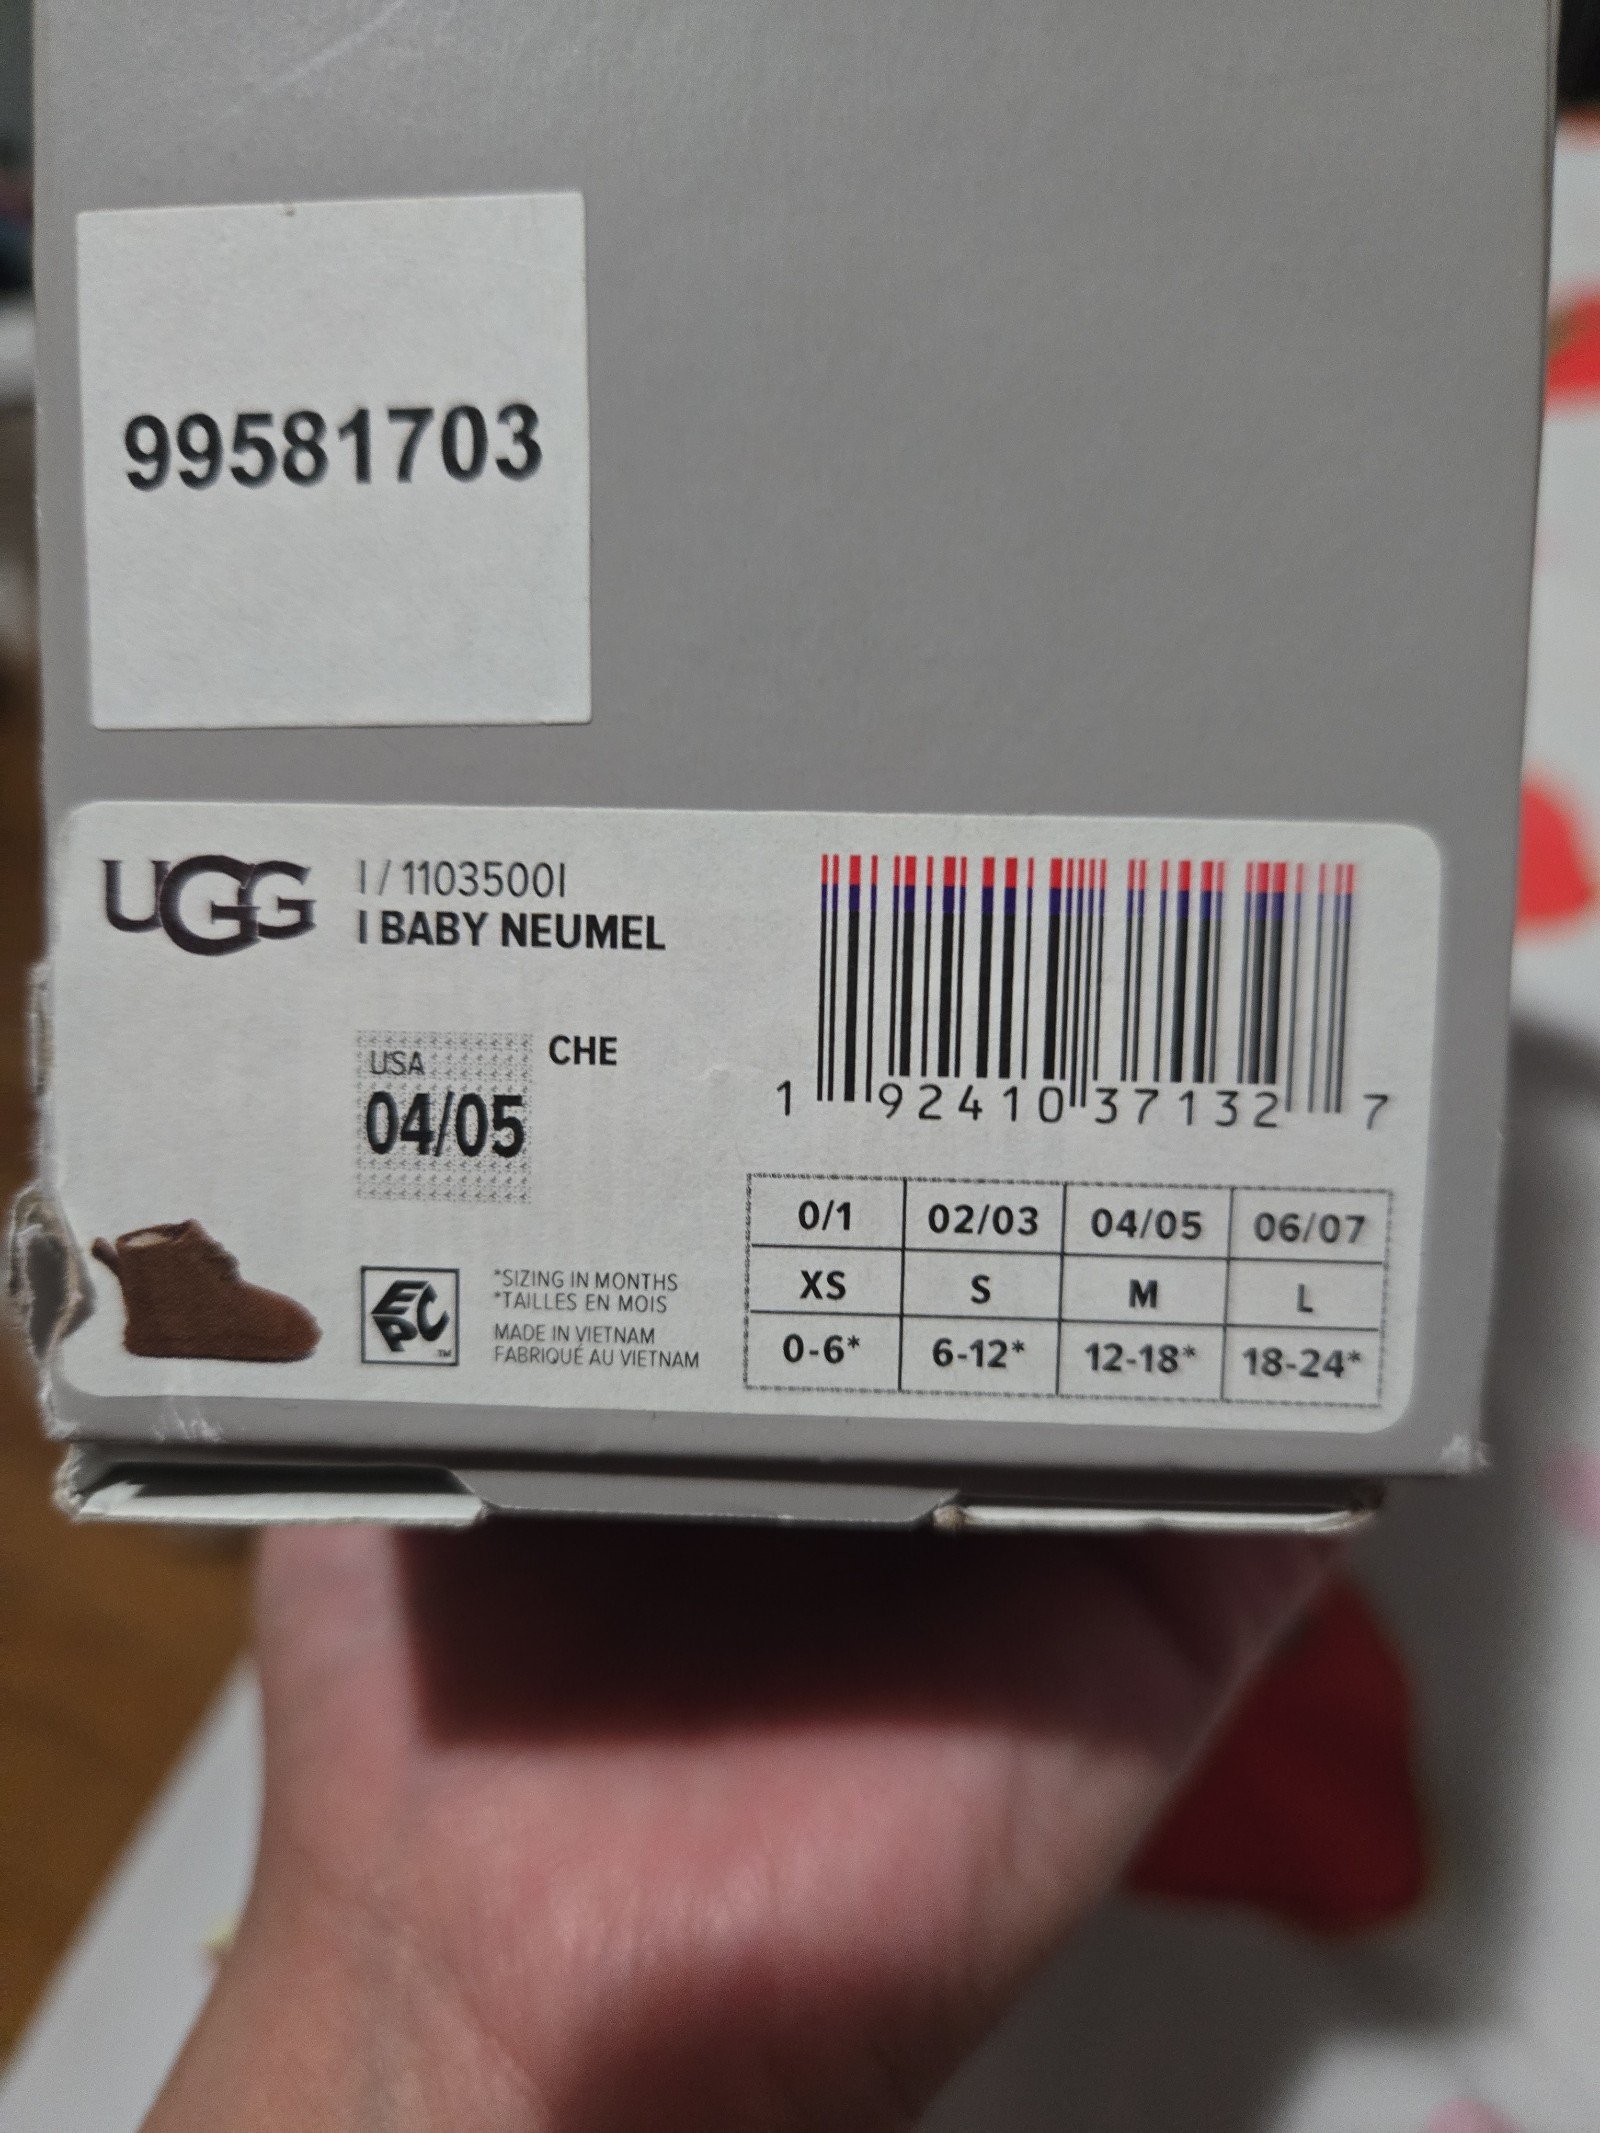 99581703
UGG
I / 1103500I
I BABY NEUMEL
USA
04/05
CHE
1 92410 37132 7
EPC™
*SIZING IN MONTHS
*TAILLES EN MOIS
MADE IN VIETNAM
FABRIQUÉ AU VIETNAM
0/1 02/03 04/05 06/07
XS S M L
0-6* 6-12* 12-18* 18-24*